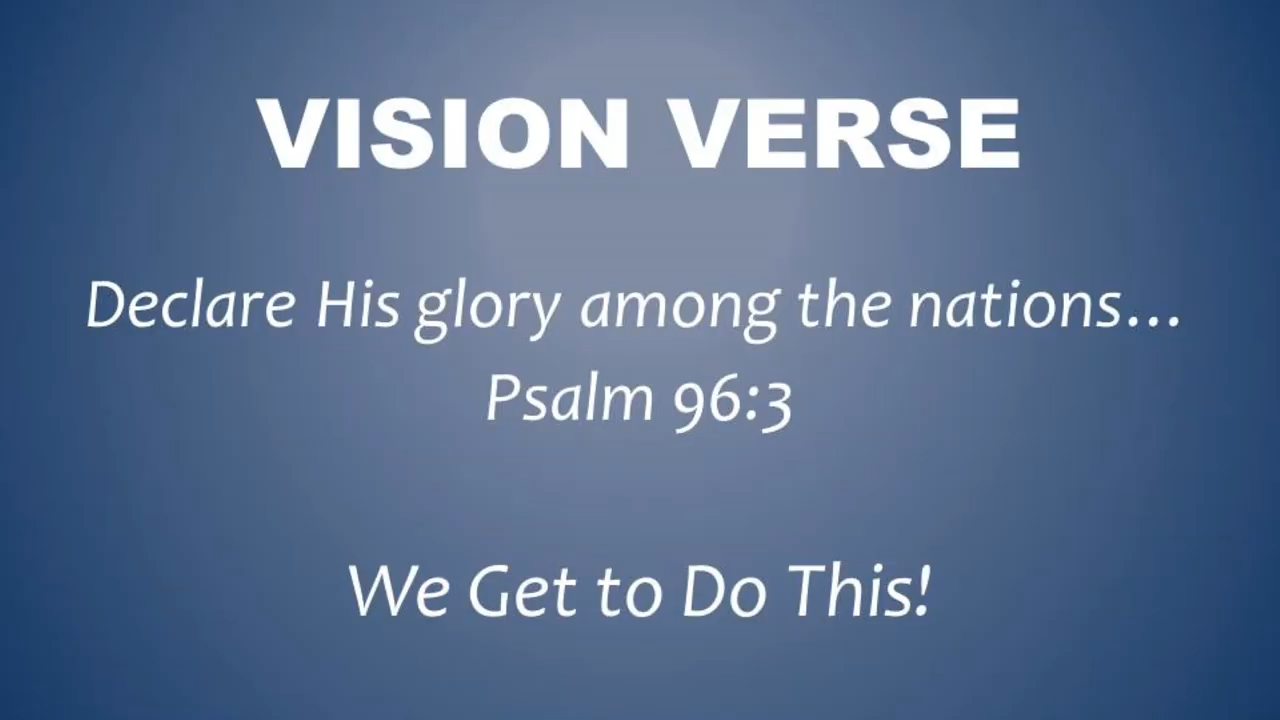 VISION VERSE
Declare His glory among the nations...
Psalm 96:3
We Get to Do This!